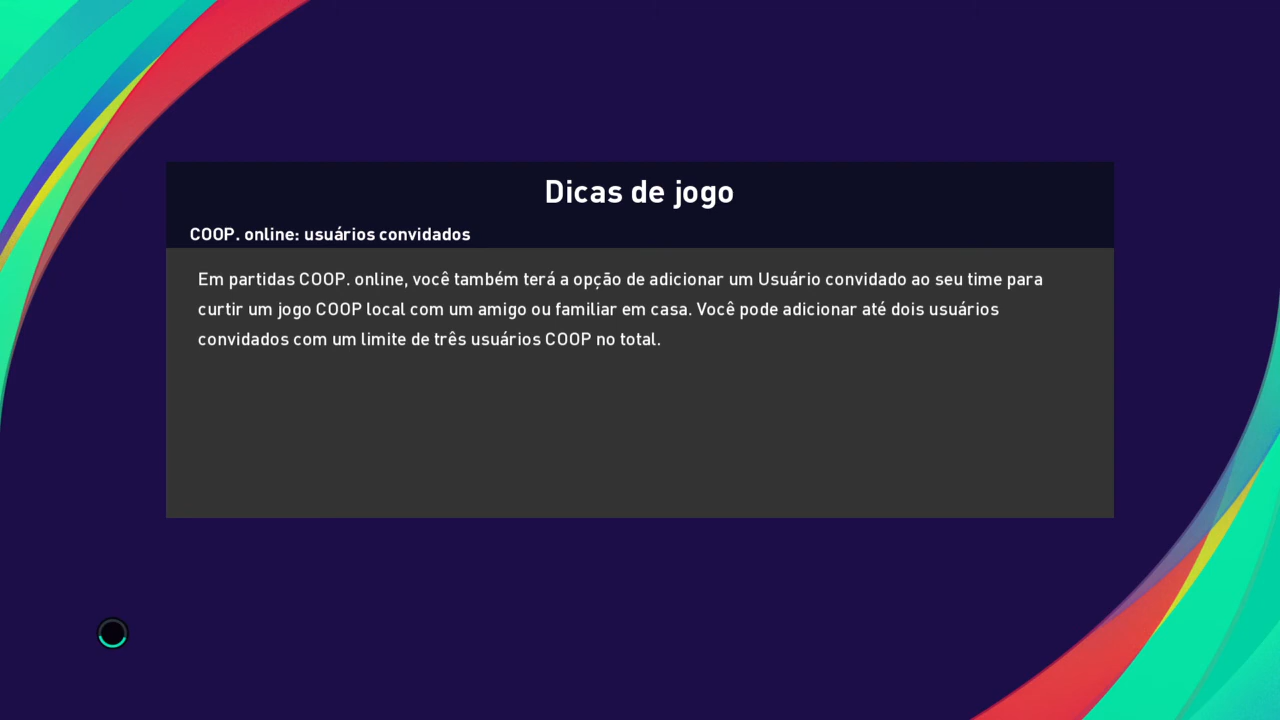 Dicas de jogo
COOP. online: usuários convidados
Em partidas COOP. online, você também terá a opção de adicionar um Usuário convidado ao seu time para
curtir um jogo COOP local com um amigo ou familiar em casa. Você pode adicionar até dois usuários
convidados com um limite de três usuários COOP no total.